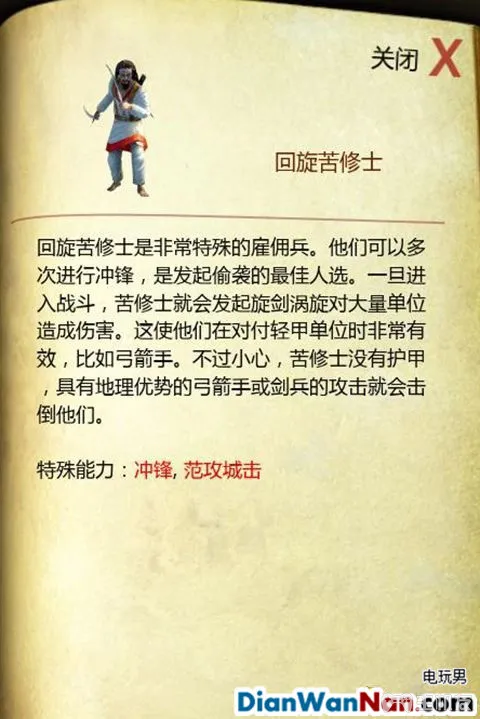 关闭 X
回旋苦修士
回旋苦修士是非常特殊的雇佣兵。他们可以多
次进行冲锋，是发起偷袭的最佳人选。一旦进
入战斗，苦修士就会发起旋剑涡旋对大量单位
造成伤害。这使他们在对付轻甲单位时非常有
效，比如弓箭手。不过小心，苦修士没有护甲
，具有地理优势的弓箭手或剑兵的攻击就会击
倒他们。
特殊能力：冲锋, 范攻城击
电玩男
DianWanNan.com